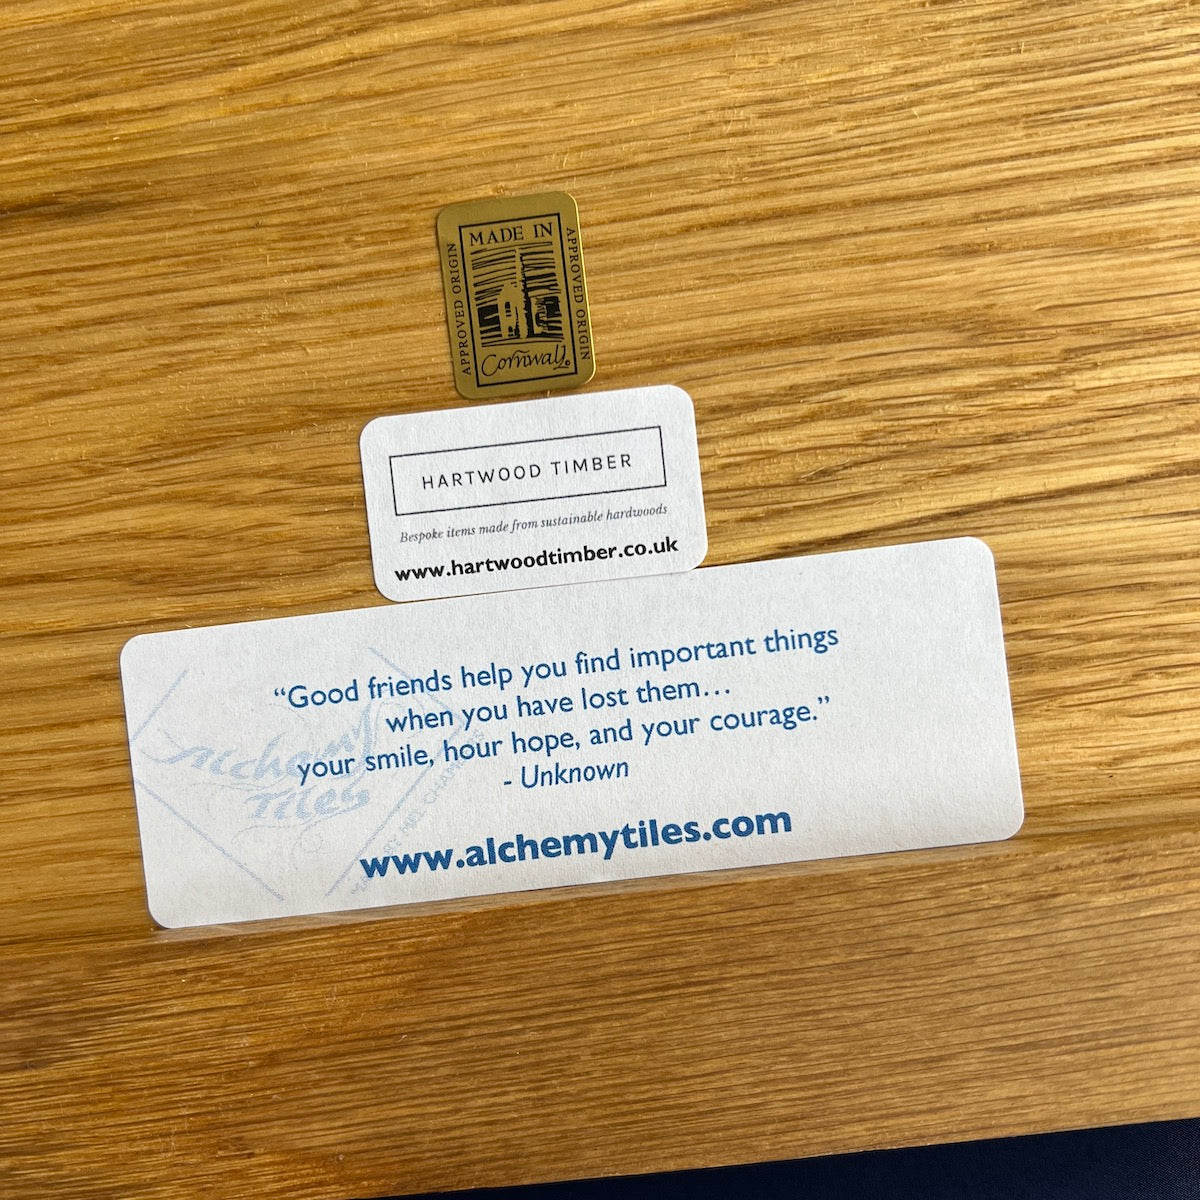 MADE IN
APPROVED ORIGIN
APPROVED ORIGIN
Cornwall
HARTWOOD TIMBER
Bespoke items made from sustainable hardwoods
www.hartwoodtimber.co.uk
“Good friends help you find important things
when you have lost them...
your smile, hour hope, and your courage.”
- Unknown
Alchemy
Tiles
www.alchemytiles.com